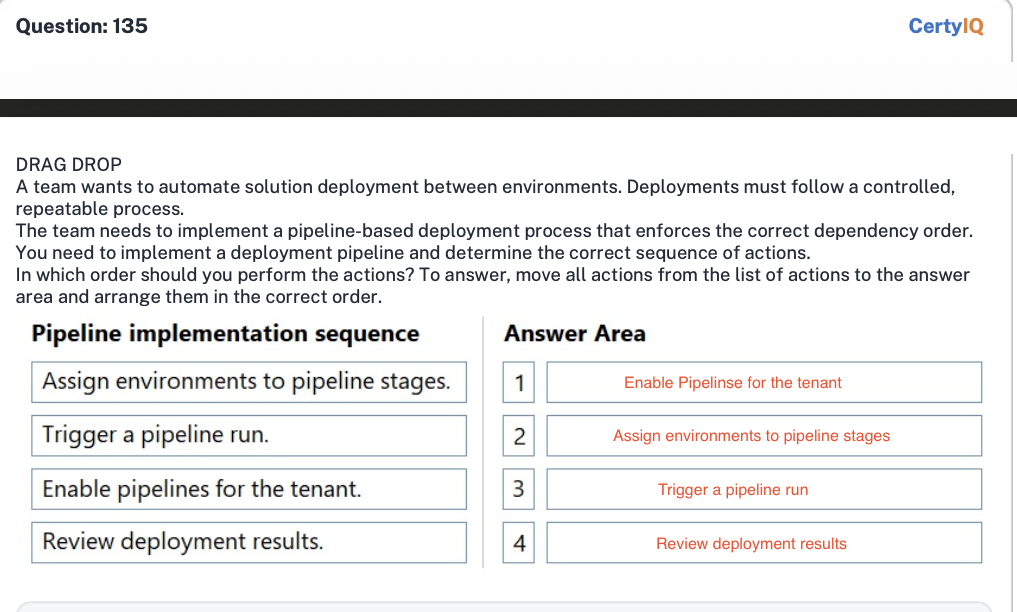 Question: 135
CertyIQ
DRAG DROP
A team wants to automate solution deployment between environments. Deployments must follow a controlled,
repeatable process.
The team needs to implement a pipeline-based deployment process that enforces the correct dependency order.
You need to implement a deployment pipeline and determine the correct sequence of actions.
In which order should you perform the actions? To answer, move all actions from the list of actions to the answer
area and arrange them in the correct order.
Pipeline implementation sequence
Assign environments to pipeline stages.
Trigger a pipeline run.
Enable pipelines for the tenant.
Review deployment results.
Answer Area
1 Enable Pipelinse for the tenant
2 Assign environments to pipeline stages
3 Trigger a pipeline run
4 Review deployment results